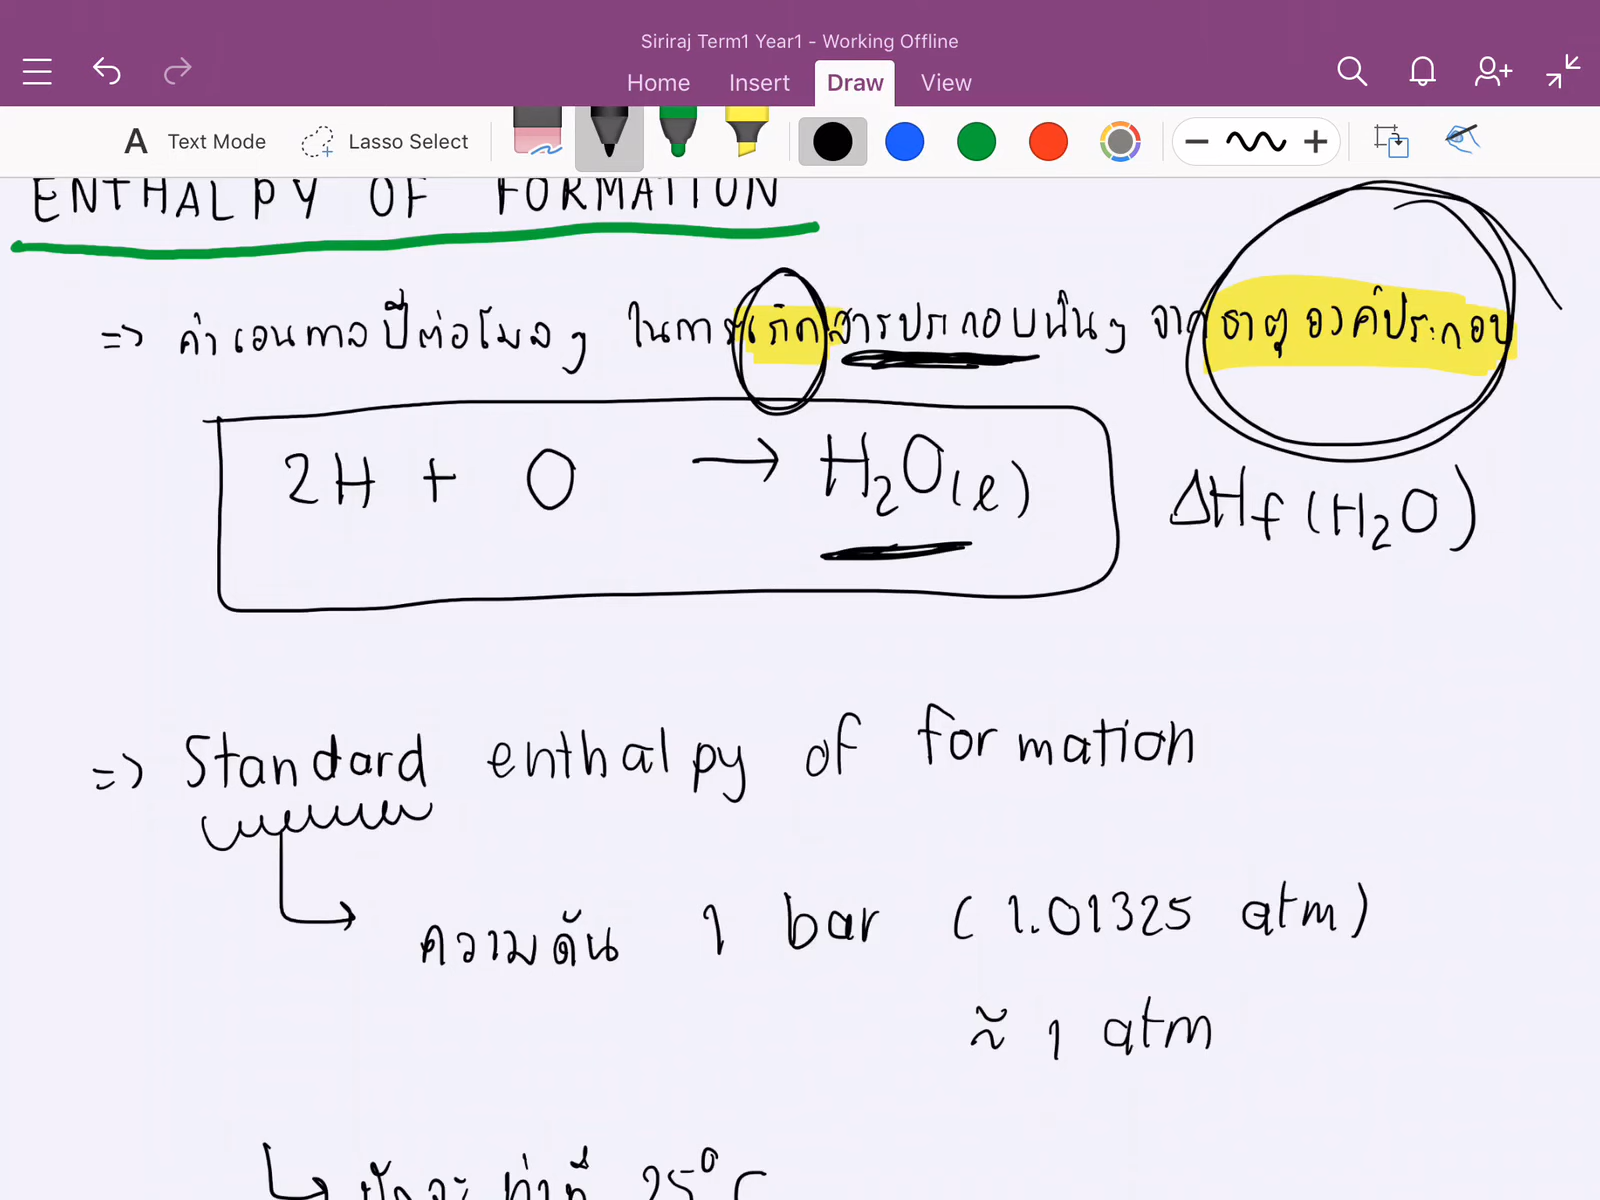 Siriraj Term1 Year1 - Working Offline
Home Insert Draw View
A Text Mode Lasso Select
ENTHALPY OF FORMATION
=> ค่าเอนทาลปีต่อโมลๆ ในการเกิดสารประกอบนั้นๆ จากธาตุองค์ประกอบ
2H + O → H₂O(l)
ΔHf (H₂O)
=> Standard enthalpy of formation
ความดัน 1 bar (1.01325 atm)
≈ 1 atm
25°C